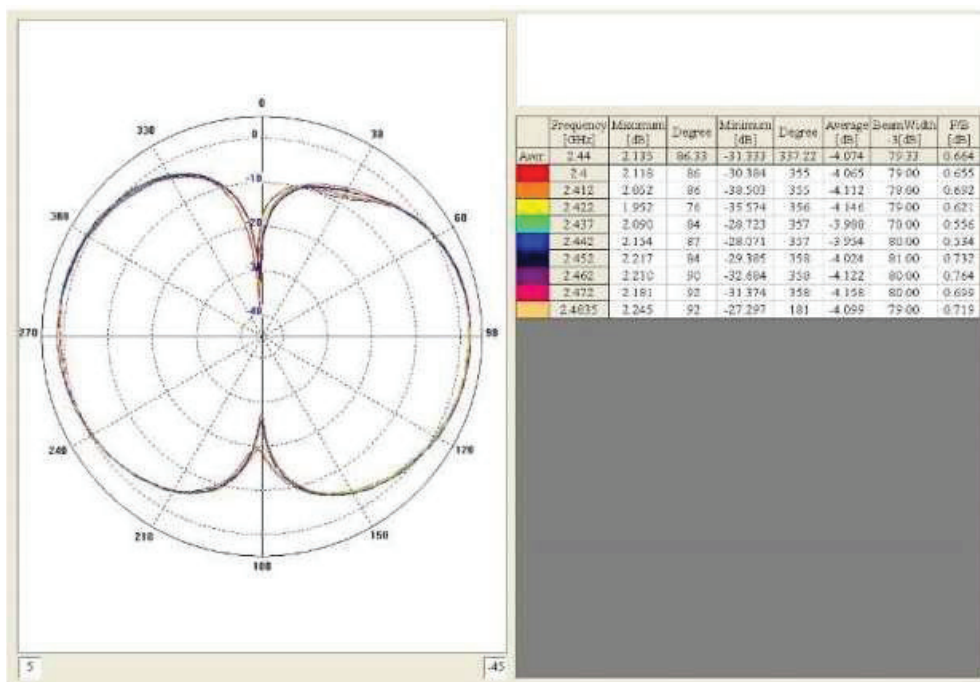 0
30
60
90
120
150
180
210
240
270
300
330
0
-10
-20
-40
5
-45
Frequency [GHz] Maximum [dB] Degree Minimum [dB] Degree Average [dB] BeamWidth -3[dB] F/B [dB]
Aver 2.44 2.135 86.33 -31.333 337.22 -4.074 79.33 0.664
2.4 2.118 86 -30.384 355 -4.065 79.00 0.655
2.412 2.052 86 -38.503 355 -4.112 78.00 0.692
2.422 1.952 76 -35.574 356 -4.146 79.00 0.621
2.437 2.090 84 -28.723 357 -3.988 78.00 0.556
2.442 2.154 87 -28.071 357 -3.954 80.00 0.534
2.452 2.217 84 -29.385 358 -4.024 81.00 0.732
2.462 2.210 90 -32.684 358 -4.122 80.00 0.764
2.472 2.181 92 -31.374 358 -4.158 80.00 0.699
2.4835 2.245 92 -27.297 181 -4.099 79.00 0.719